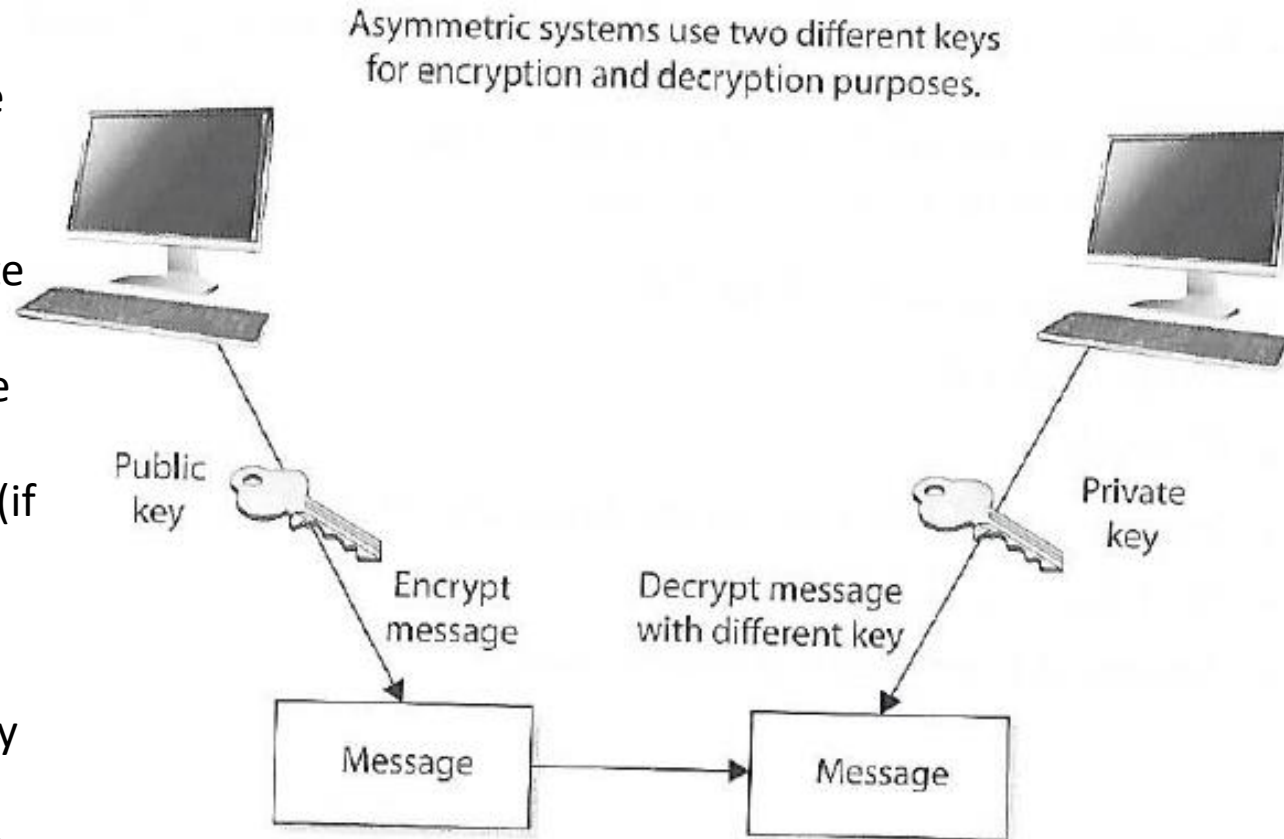 Asymmetric systems use two different keys
for encryption and decryption purposes.
(if
Public
key
Private
key
Encrypt
message
Decrypt message
with different key
y
Message
Message